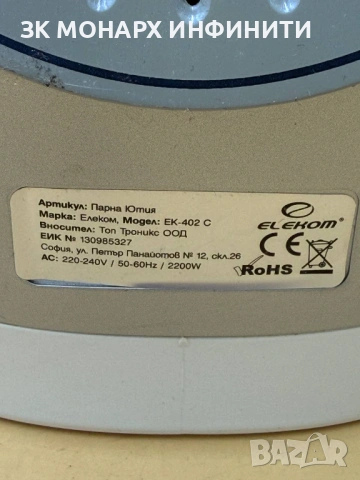 ЗК МОНАРХ ИНФИНИТИ
Артикул: Парна Ютия
Марка: Елеком, Модел: ЕК-402 С
Вносител: Топ Троникс ООД
ЕИК № 130985327
София, ул. Петър Панайотов № 12, скл.26
AC: 220-240V / 50-60Hz / 2200W
ELEKOM
CE
RoHS
BAZAR